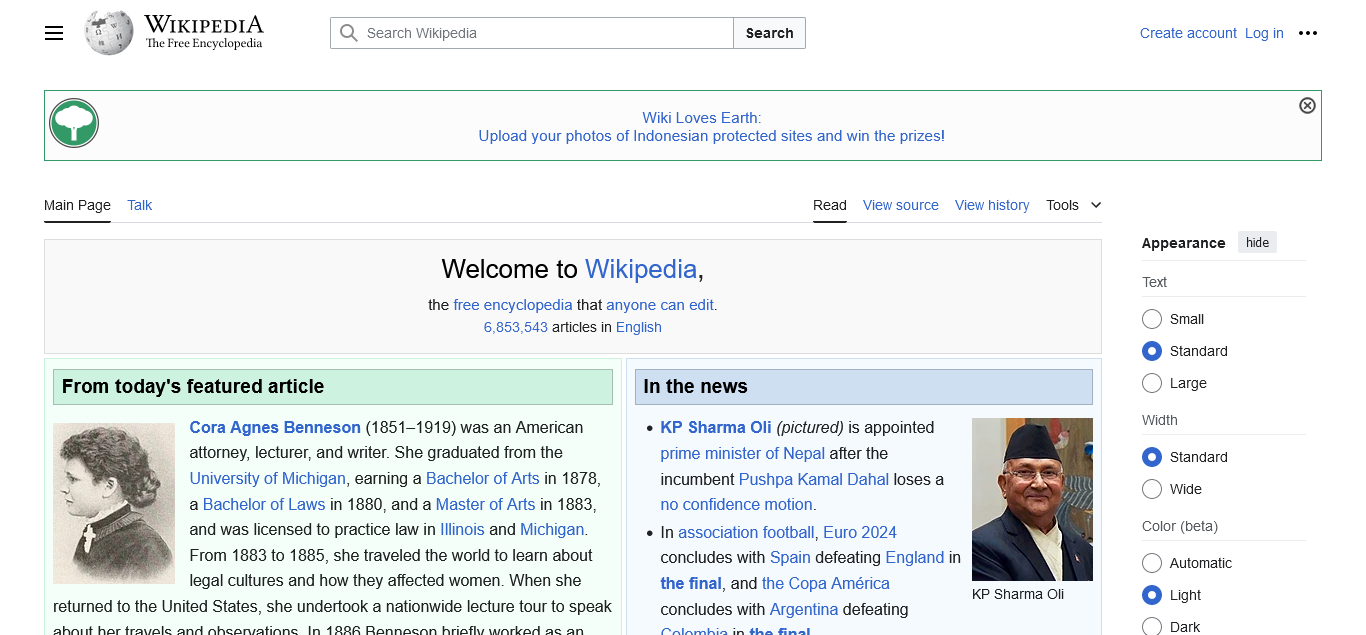 WIKIPEDIA
The Free Encyclopedia
Search Wikipedia
Search
Create account Log in
Wiki Loves Earth:
Upload your photos of Indonesian protected sites and win the prizes!
Main Page Talk
Read View source View history Tools
Welcome to Wikipedia,
the free encyclopedia that anyone can edit.
6,853,543 articles in English
From today's featured article
Cora Agnes Benneson (1851–1919) was an American
attorney, lecturer, and writer. She graduated from the
University of Michigan, earning a Bachelor of Arts in 1878,
a Bachelor of Laws in 1880, and a Master of Arts in 1883,
and was licensed to practice law in Illinois and Michigan.
From 1883 to 1885, she traveled the world to learn about
legal cultures and how they affected women. When she
returned to the United States, she undertook a nationwide lecture tour to speak
about her travels and observations. In 1886 Benneson briefly worked as an
In the news
• KP Sharma Oli (pictured) is appointed
prime minister of Nepal after the
incumbent Pushpa Kamal Dahal loses a
no confidence motion.
• In association football, Euro 2024
concludes with Spain defeating England in
the final, and the Copa América
concludes with Argentina defeating
Colombia in the final.
KP Sharma Oli
Appearance hide
Text
Small
Standard
Large
Width
Standard
Wide
Color (beta)
Automatic
Light
Dark